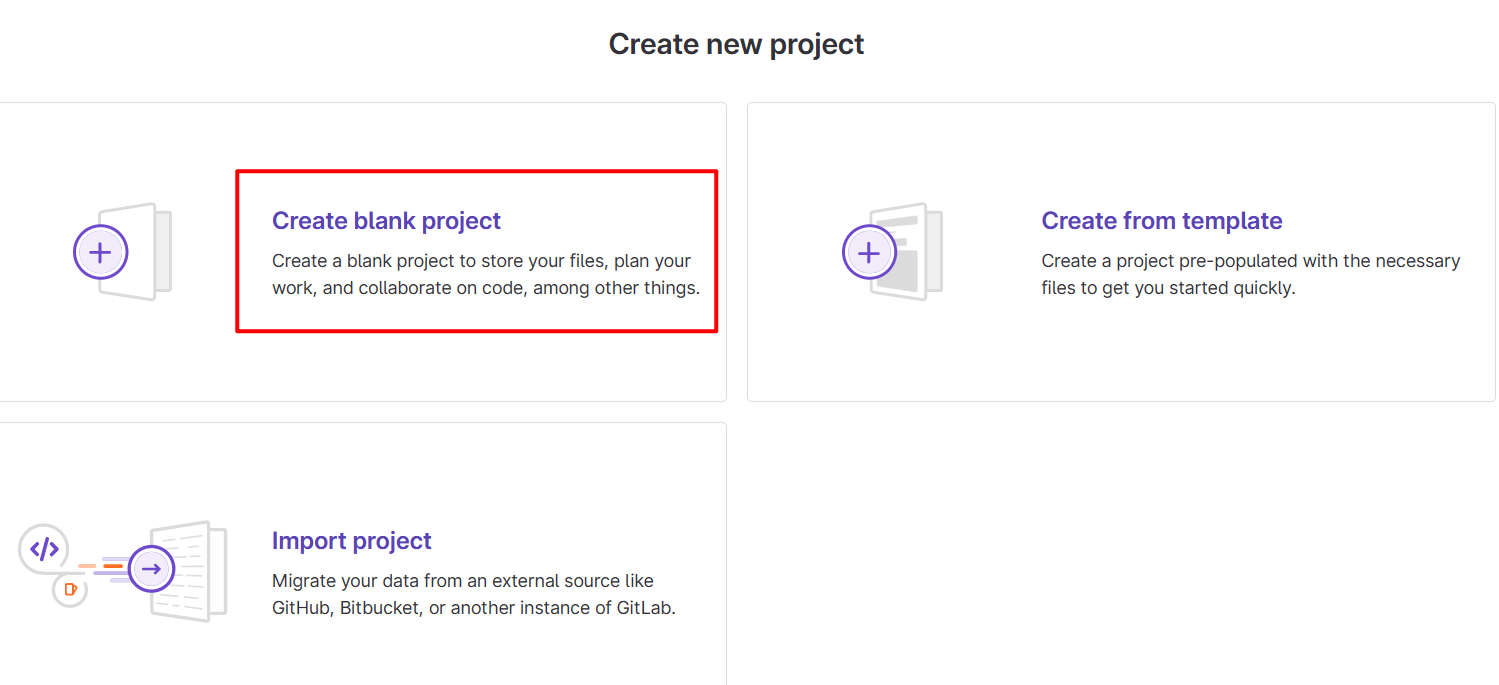 Create new project
Create blank project
Create a blank project to store your files, plan your
work, and collaborate on code, among other things.
Create from template
Create a project pre-populated with the necessary
files to get you started quickly.
Import project
Migrate your data from an external source like
GitHub, Bitbucket, or another instance of GitLab.